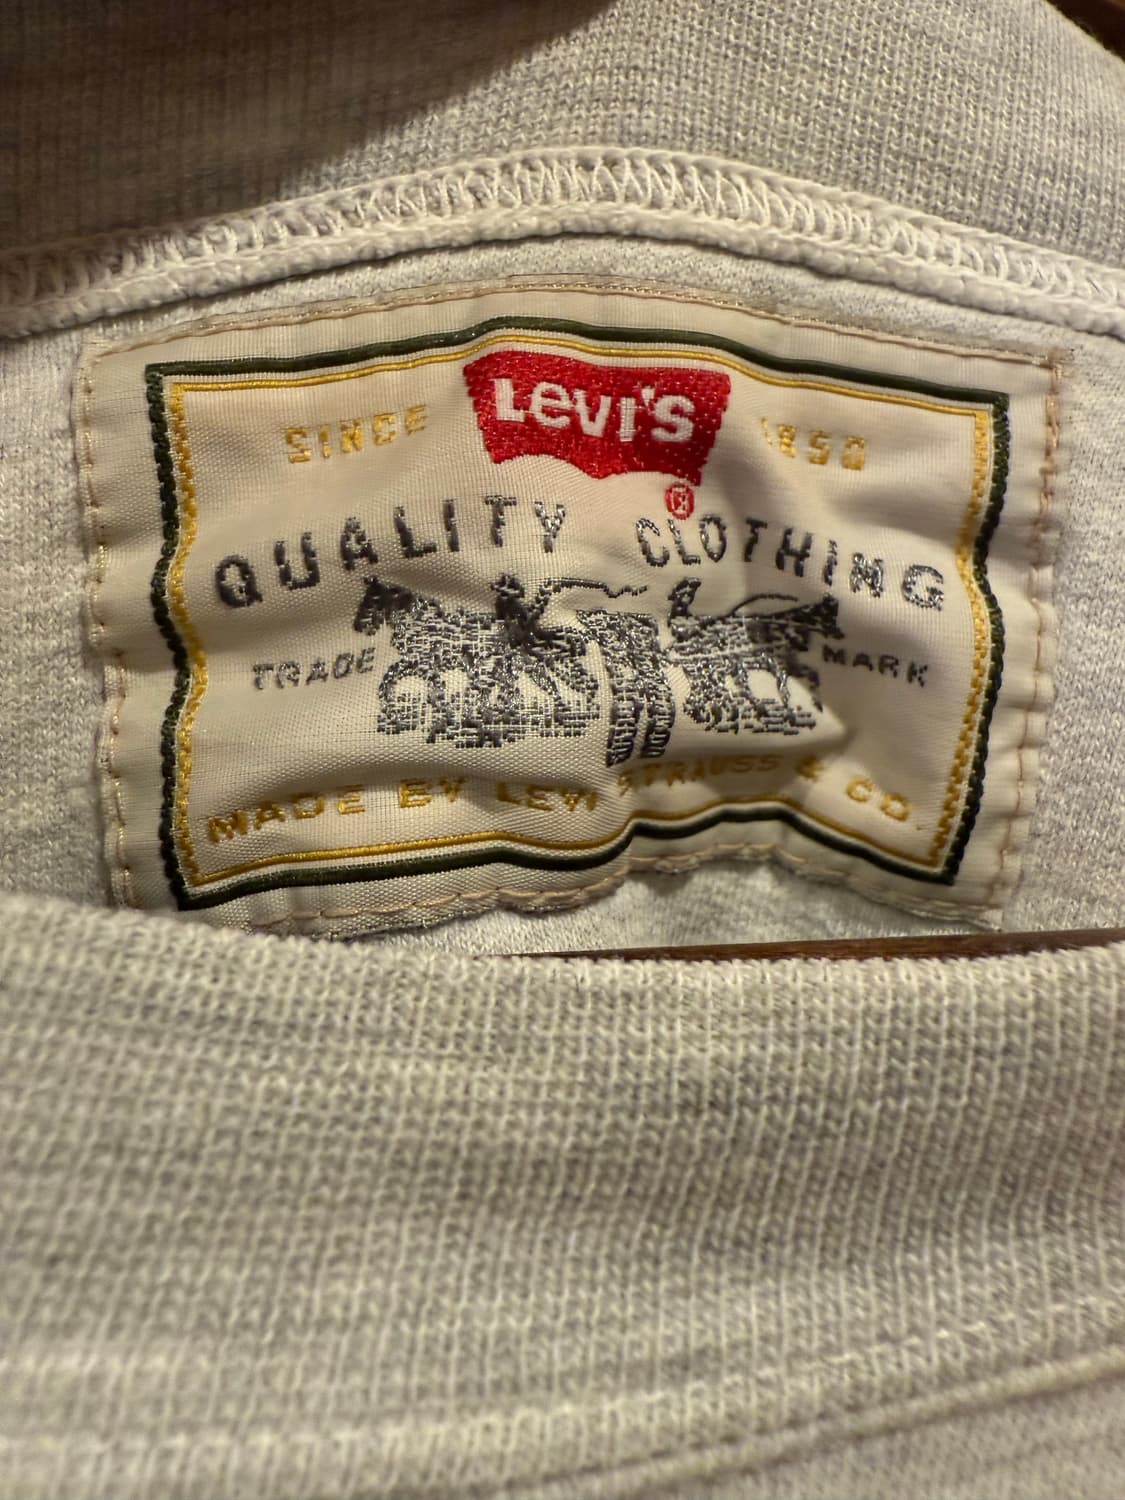 Levi's
SINCE 1850
®
QUALITY CLOTHING
TRADE MARK
MADE BY LEVI STRAUSS & CO.